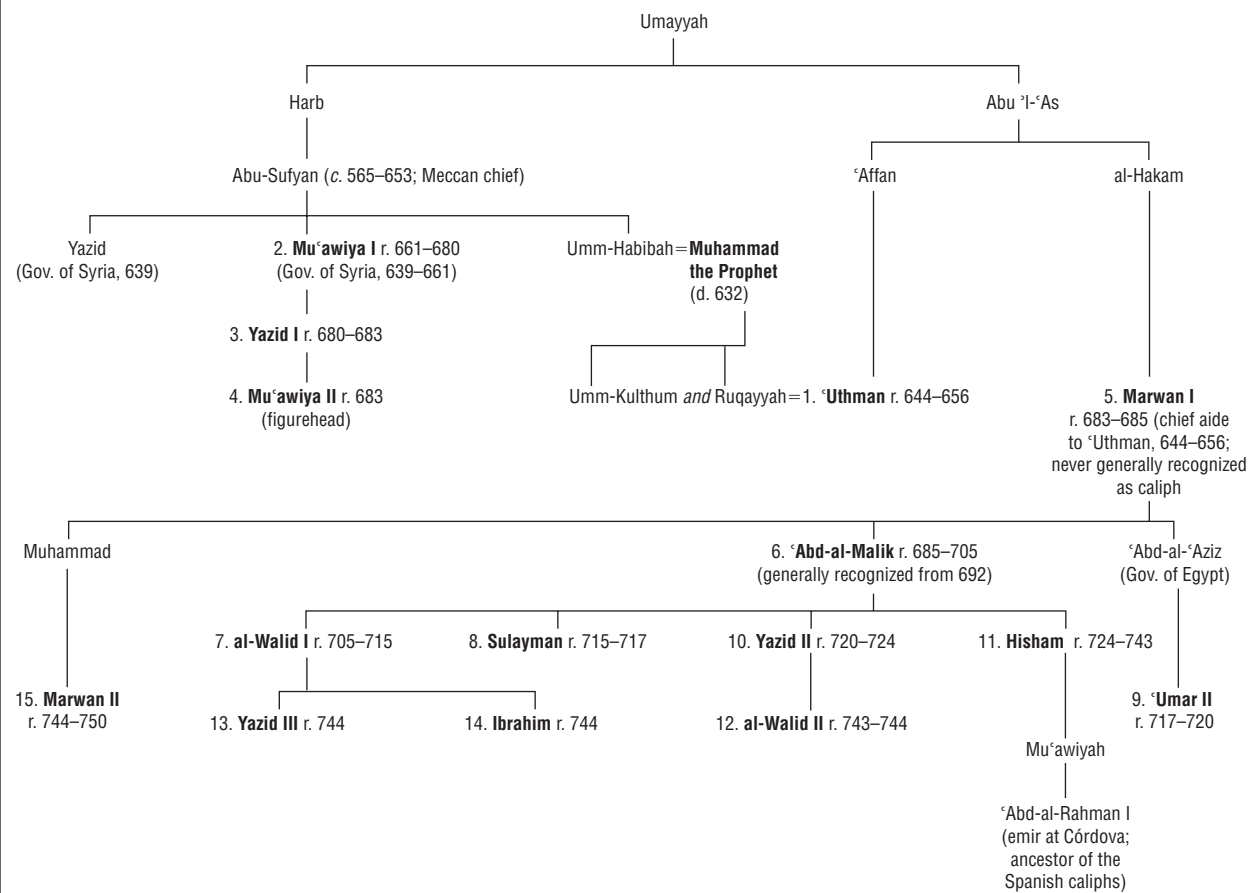 Umayyah
Harb
Abu ʾl-ʿAs
Abu-Sufyan (c. 565–653; Meccan chief)
ʿAffan
al-Hakam
Yazid
(Gov. of Syria, 639)
2. Muʿawiya I r. 661–680
(Gov. of Syria, 639–661)
Umm-Habibah=Muhammad
the Prophet
(d. 632)
3. Yazid I r. 680–683
4. Muʿawiya II r. 683
(figurehead)
Umm-Kulthum and Ruqayyah=1. ʿUthman r. 644–656
5. Marwan I
r. 683–685 (chief aide
to ʿUthman, 644–656;
never generally recognized
as caliph
Muhammad
6. ʿAbd-al-Malik r. 685–705
(generally recognized from 692)
ʿAbd-al-ʿAziz
(Gov. of Egypt)
7. al-Walid I r. 705–715
8. Sulayman r. 715–717
10. Yazid II r. 720–724
11. Hisham r. 724–743
15. Marwan II
r. 744–750
13. Yazid III r. 744
14. Ibrahim r. 744
12. al-Walid II r. 743–744
9. ʿUmar II
r. 717–720
Muʿawiyah
ʿAbd-al-Rahman I
(emir at Córdova;
ancestor of the
Spanish caliphs)